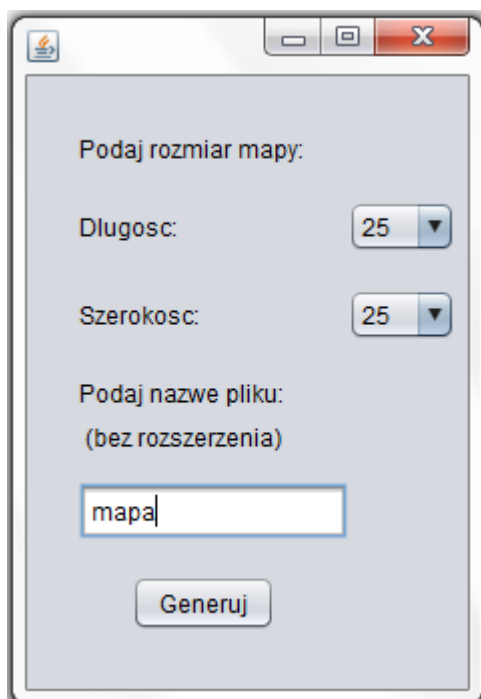 Podaj rozmiar mapy:
Dlugosc: 25
Szerokosc: 25
Podaj nazwe pliku:
(bez rozszerzenia)
mapa
Generuj